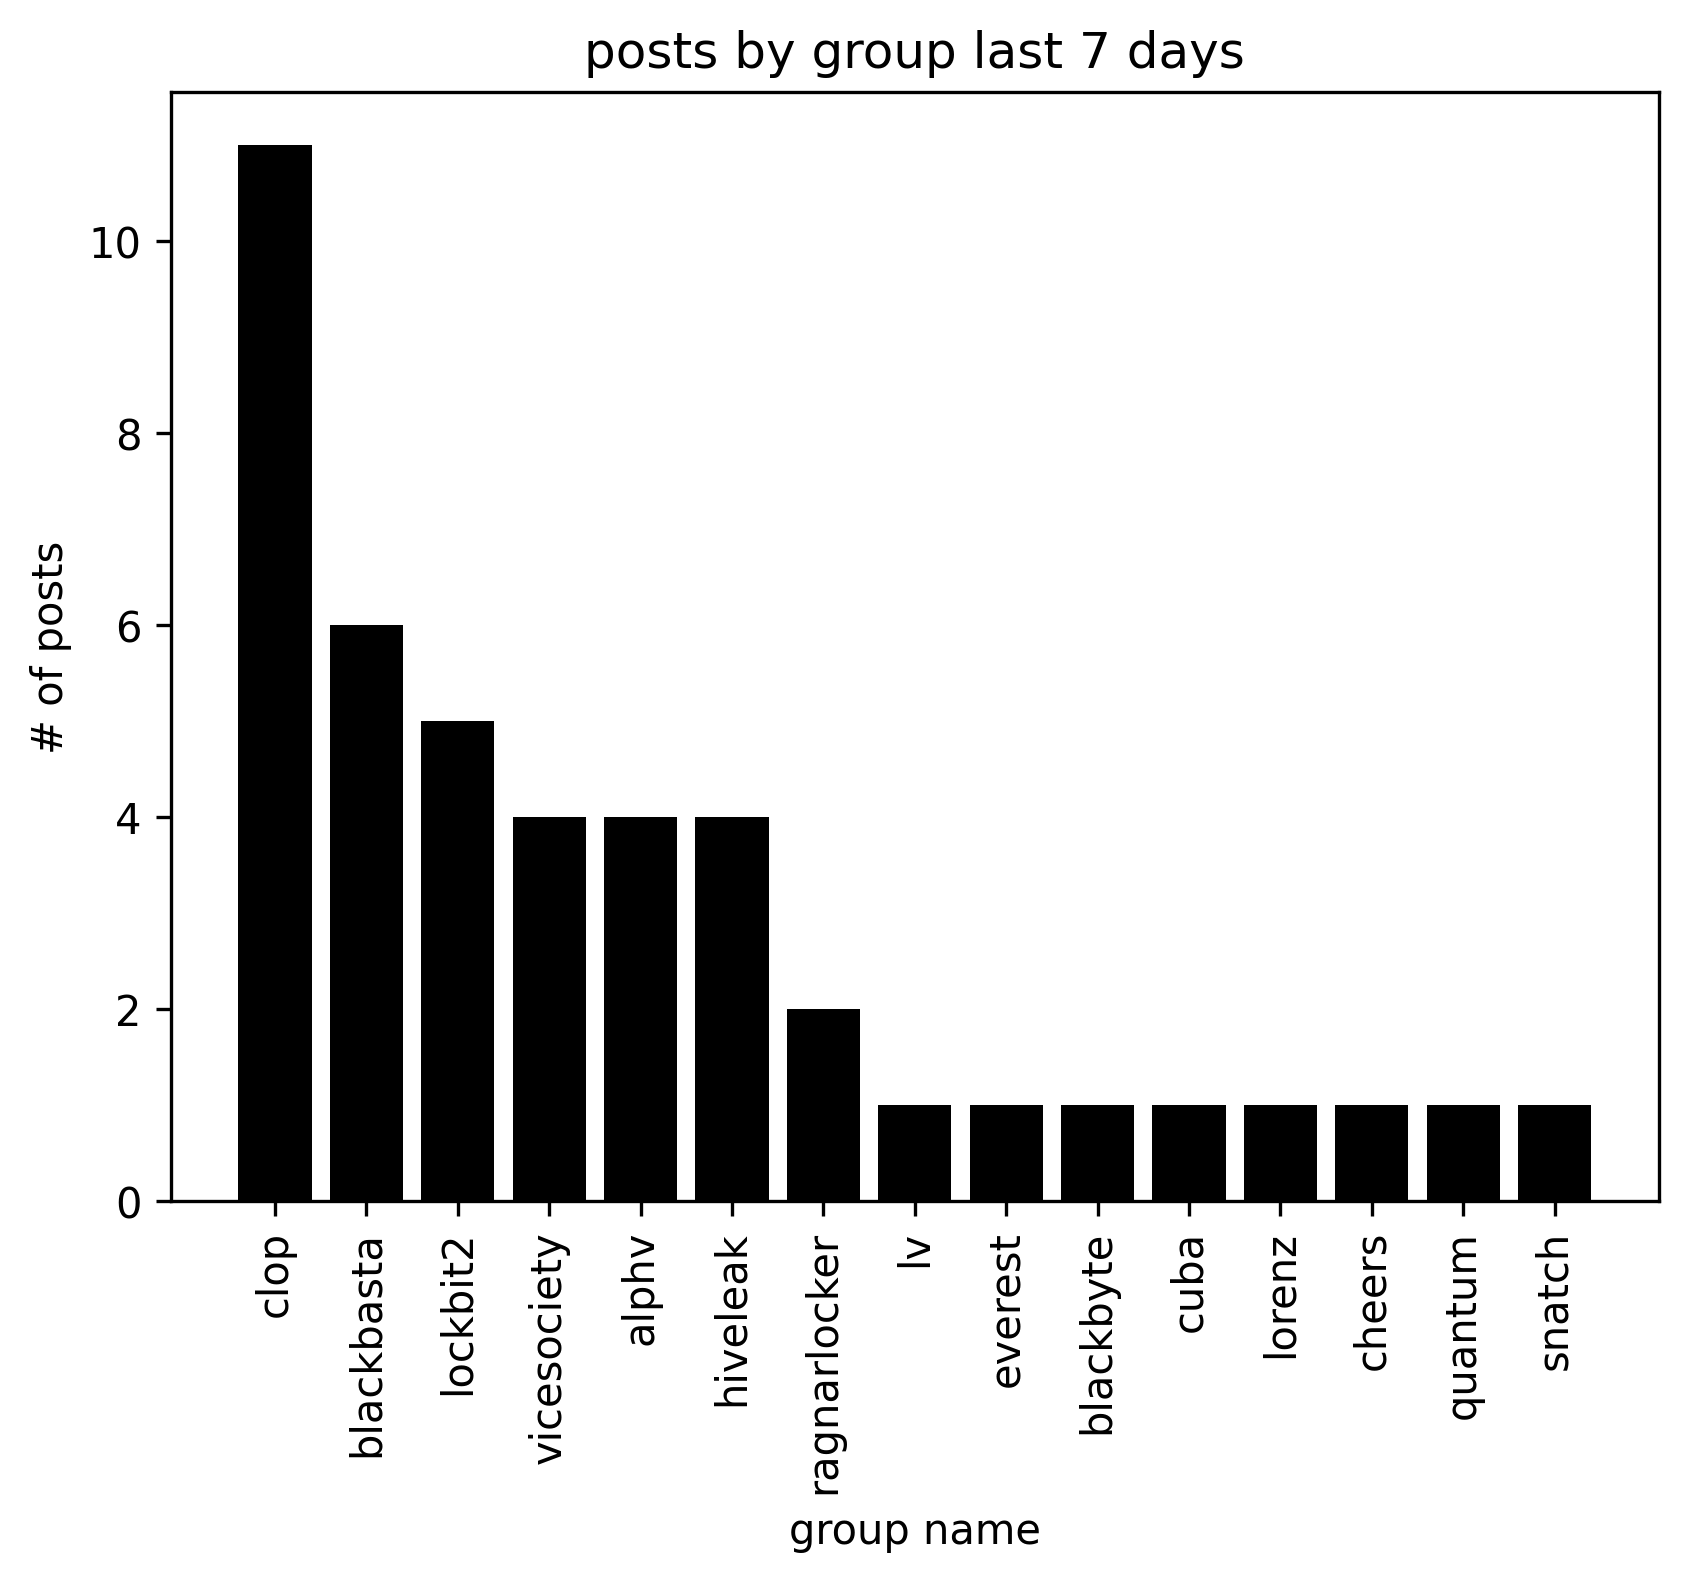 posts by group last 7 days
# of posts
10
8
6
4
2
0
clop
blackbasta
lockbit2
vicesociety
alphv
hiveleak
ragnarlocker
lv
everest
blackbyte
cuba
lorenz
cheers
quantum
snatch
group name